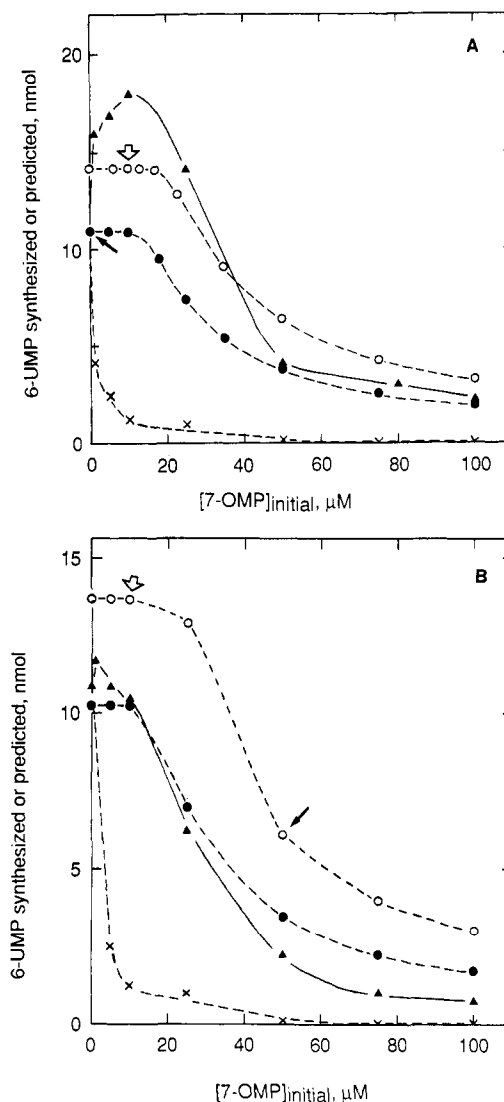 A
20
10
0
6-UMP synthesized or predicted, nmol
0 20 40 60 80 100
[7-OMP]initial, μM
B
15
10
5
0
6-UMP synthesized or predicted, nmol
0 20 40 60 80 100
[7-OMP]initial, μM